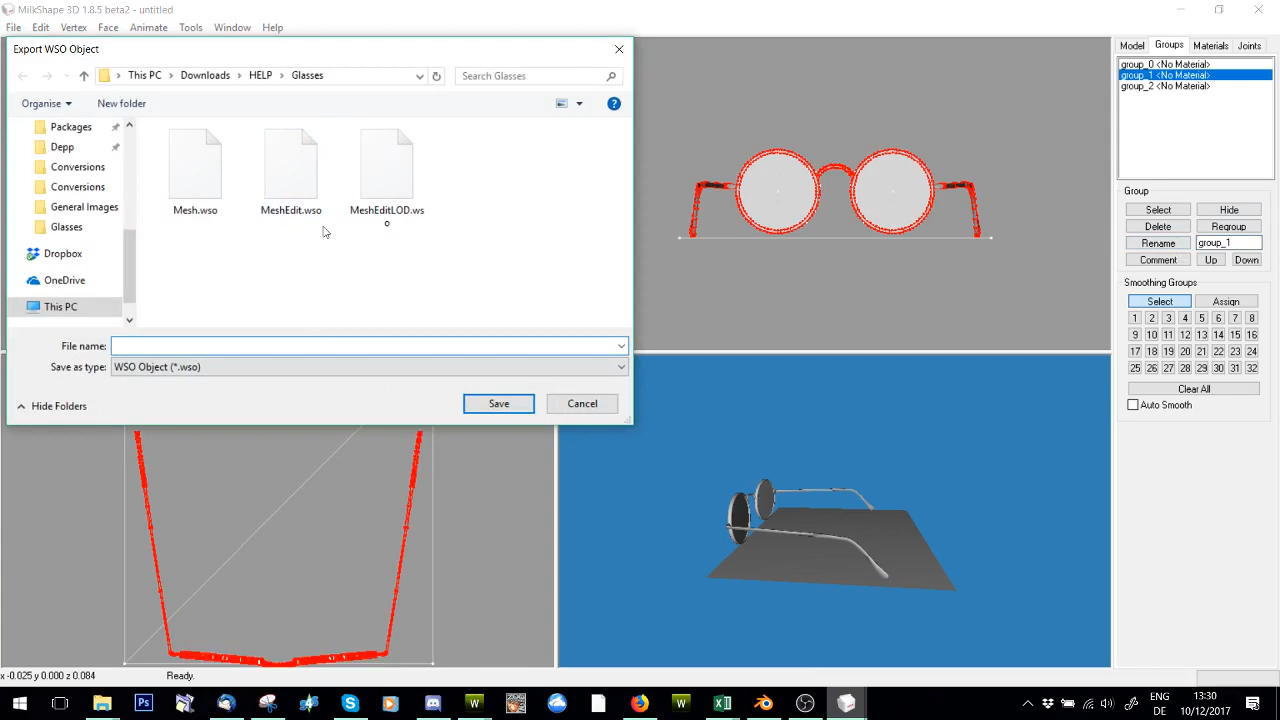 MilkShape 3D 1.8.5 beta2 - untitled
File Edit Vertex Face Animate Tools Window Help
Export WSO Object
This PC Downloads HELP Glasses
Search Glasses
Organise New folder
Packages
Depp
Conversions
Conversions
General Images
Glasses
Dropbox
OneDrive
This PC
Mesh.wso
MeshEdit.wso
MeshEditLOD.ws
o
File name:
Save as type: WSO Object (*.wso)
Hide Folders
Save Cancel
Model Groups Materials Joints
group_0 <No Material>
group_1 <No Material>
group_2 <No Material>
Group
Select Hide
Delete Regroup
Rename group_1
Comment Up Down
Smoothing Groups
Select Assign
1 2 3 4 5 6 7 8
9 10 11 12 13 14 15 16
17 18 19 20 21 22 23 24
25 26 27 28 29 30 31 32
Clear All
Auto Smooth
x -0.025 y 0.000 z 0.084 Ready.
ENG
DE
13:30
10/12/2017